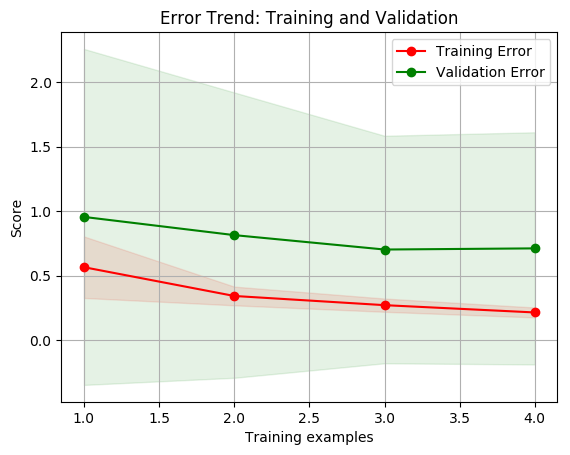 Error Trend: Training and Validation
Training Error
Validation Error
2.0
1.5
1.0
0.5
0.0
Score
1.0 1.5 2.0 2.5 3.0 3.5 4.0
Training examples